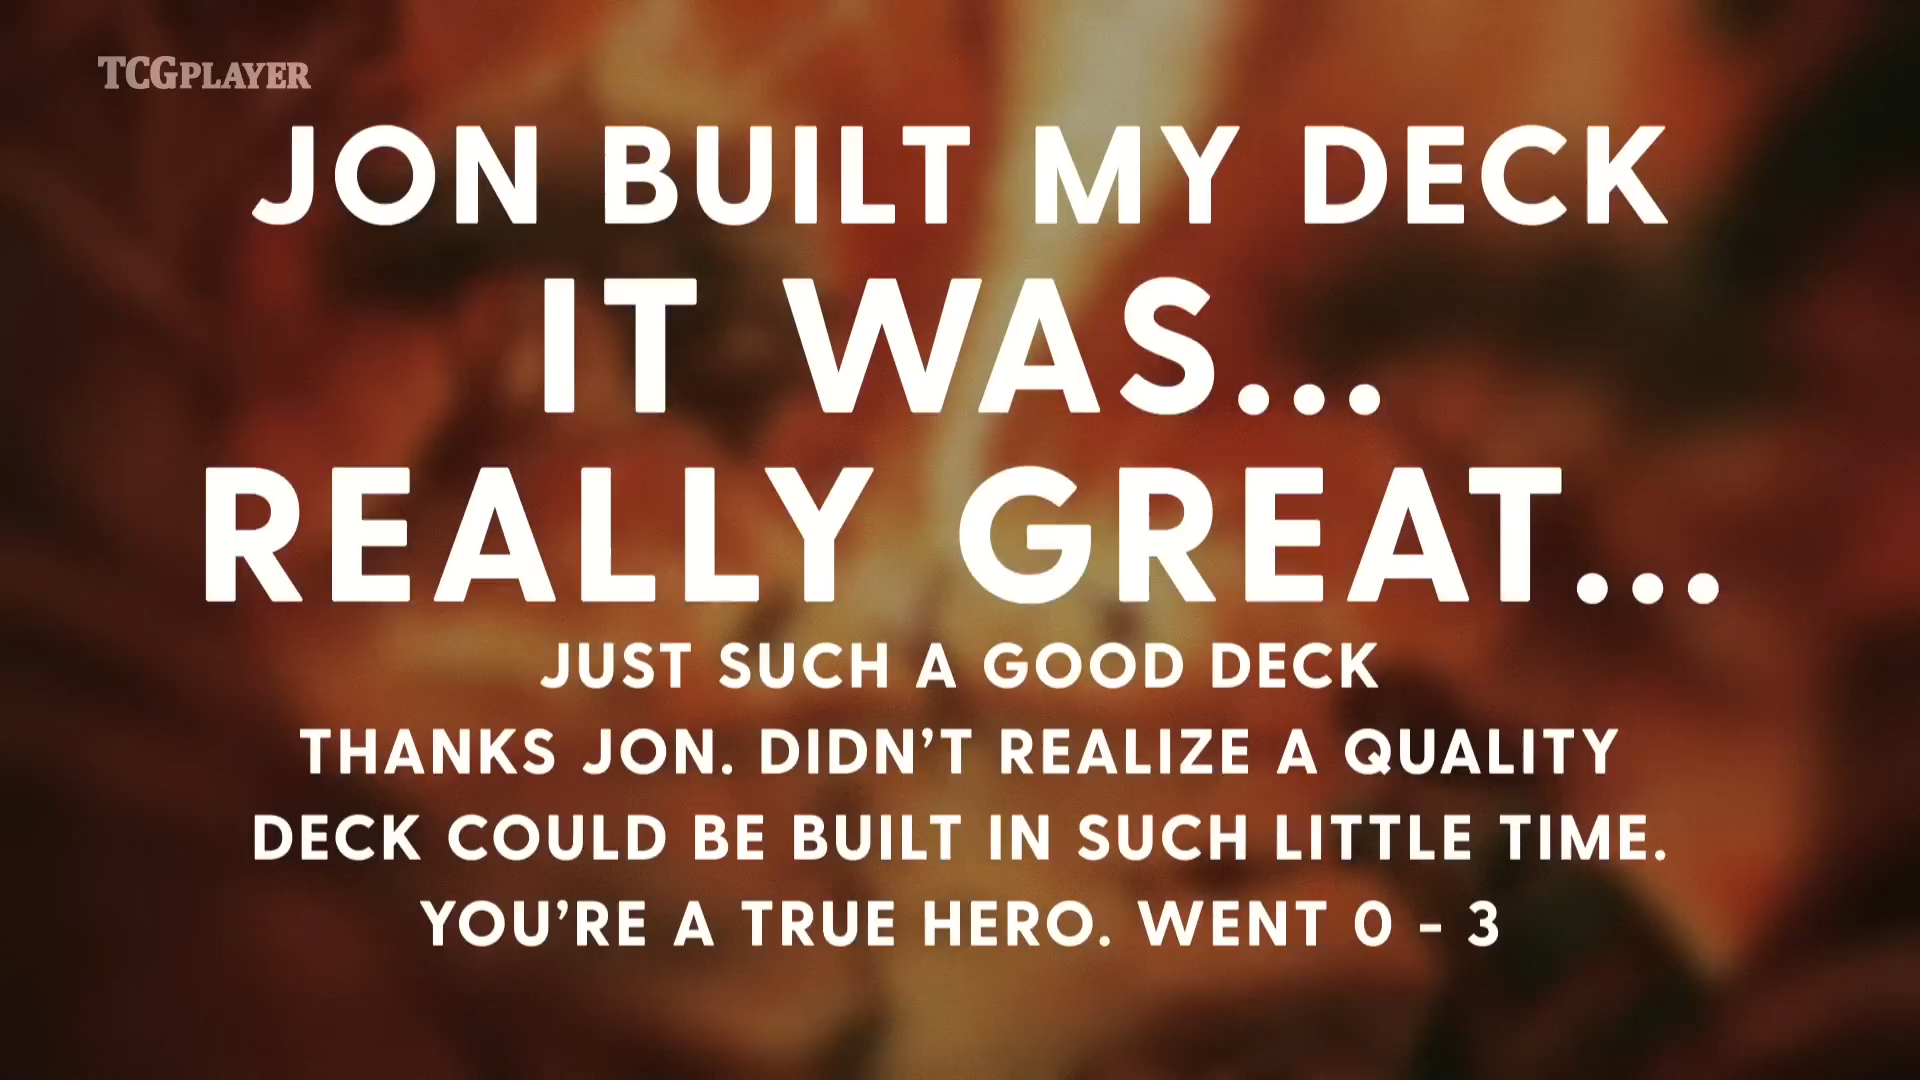 TCGPLAYER
JON BUILT MY DECK
IT WAS...
REALLY GREAT...
JUST SUCH A GOOD DECK
THANKS JON. DIDN'T REALIZE A QUALITY
DECK COULD BE BUILT IN SUCH LITTLE TIME.
YOU'RE A TRUE HERO. WENT 0 - 3